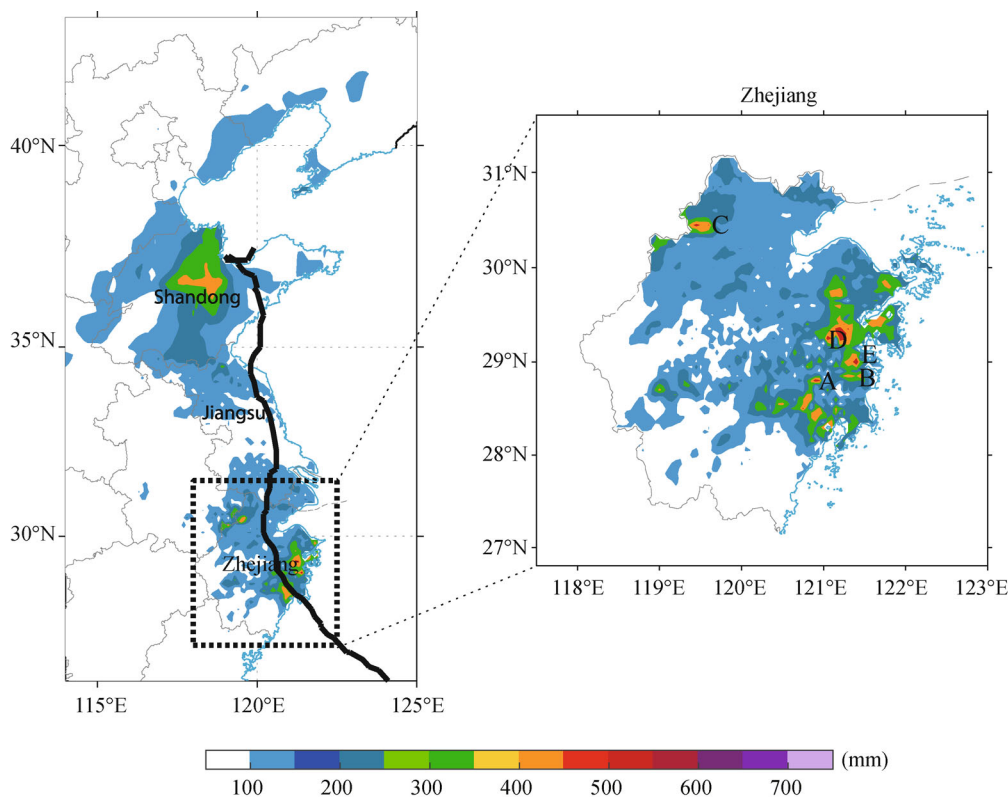 Zhejiang
40°N
35°N
30°N
115°E
120°E
125°E
Shandong
Jiangsu
Zhejiang
31°N
30°N
29°N
28°N
27°N
118°E
119°E
120°E
121°E
122°E
123°E
C
D
E
A
B
100
200
300
400
500
600
700
(mm)